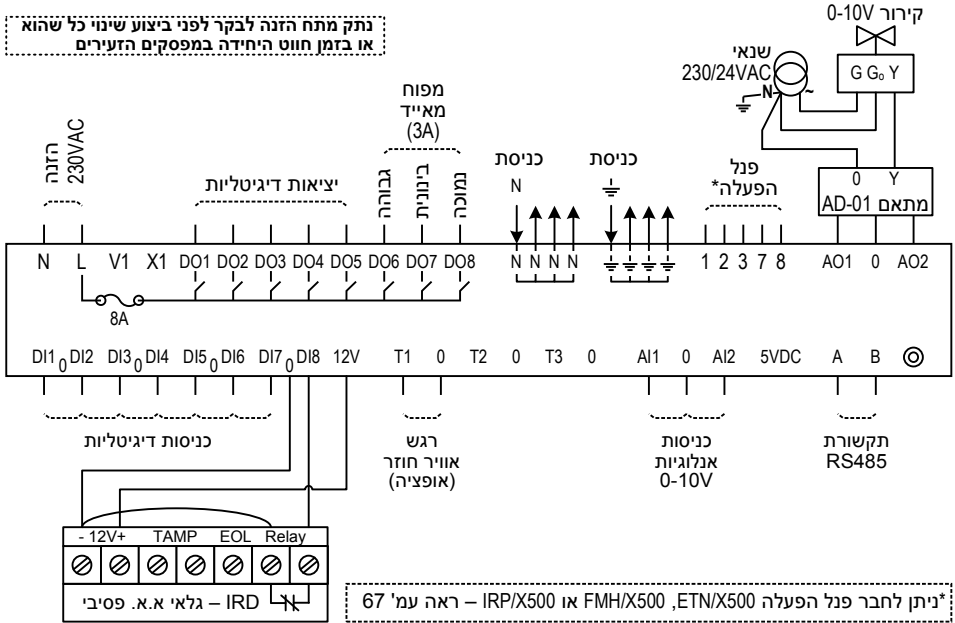 נתק מתח הזנה לבקר לפני ביצוע שינוי כל שהוא
או בזמן חווט היחידה במפסקים הזעירים
קירור 0-10V
שנאי
230/24VAC
N
~
G G₀ Y
0 Y
מתאם AD-01
הזנה
230VAC
יציאות דיגיטליות
מפוח
מאייד
(3A)
גבוהה
בינונית
נמוכה
כניסת
N
כניסת
פנל
הפעלה*
N L V1 X1 DO1 DO2 DO3 DO4 DO5 DO6 DO7 DO8 N N N N 1 2 3 7 8 AO1 0 AO2
8A
DI1 0 DI2 DI3 0 DI4 DI5 0 DI6 DI7 0 DI8 12V T1 0 T2 0 T3 0 AI1 0 AI2 5VDC A B
כניסות דיגיטליות
רגש
אוויר חוזר
(אופציה)
כניסות
אנלוגיות
0-10V
תקשורת
RS485
- 12V+ TAMP EOL Relay
IRD – גלאי א.א. פסיבי
*ניתן לחבר פנל הפעלה ETN/X500, FMH/X500 או IRP/X500 – ראה עמ' 67